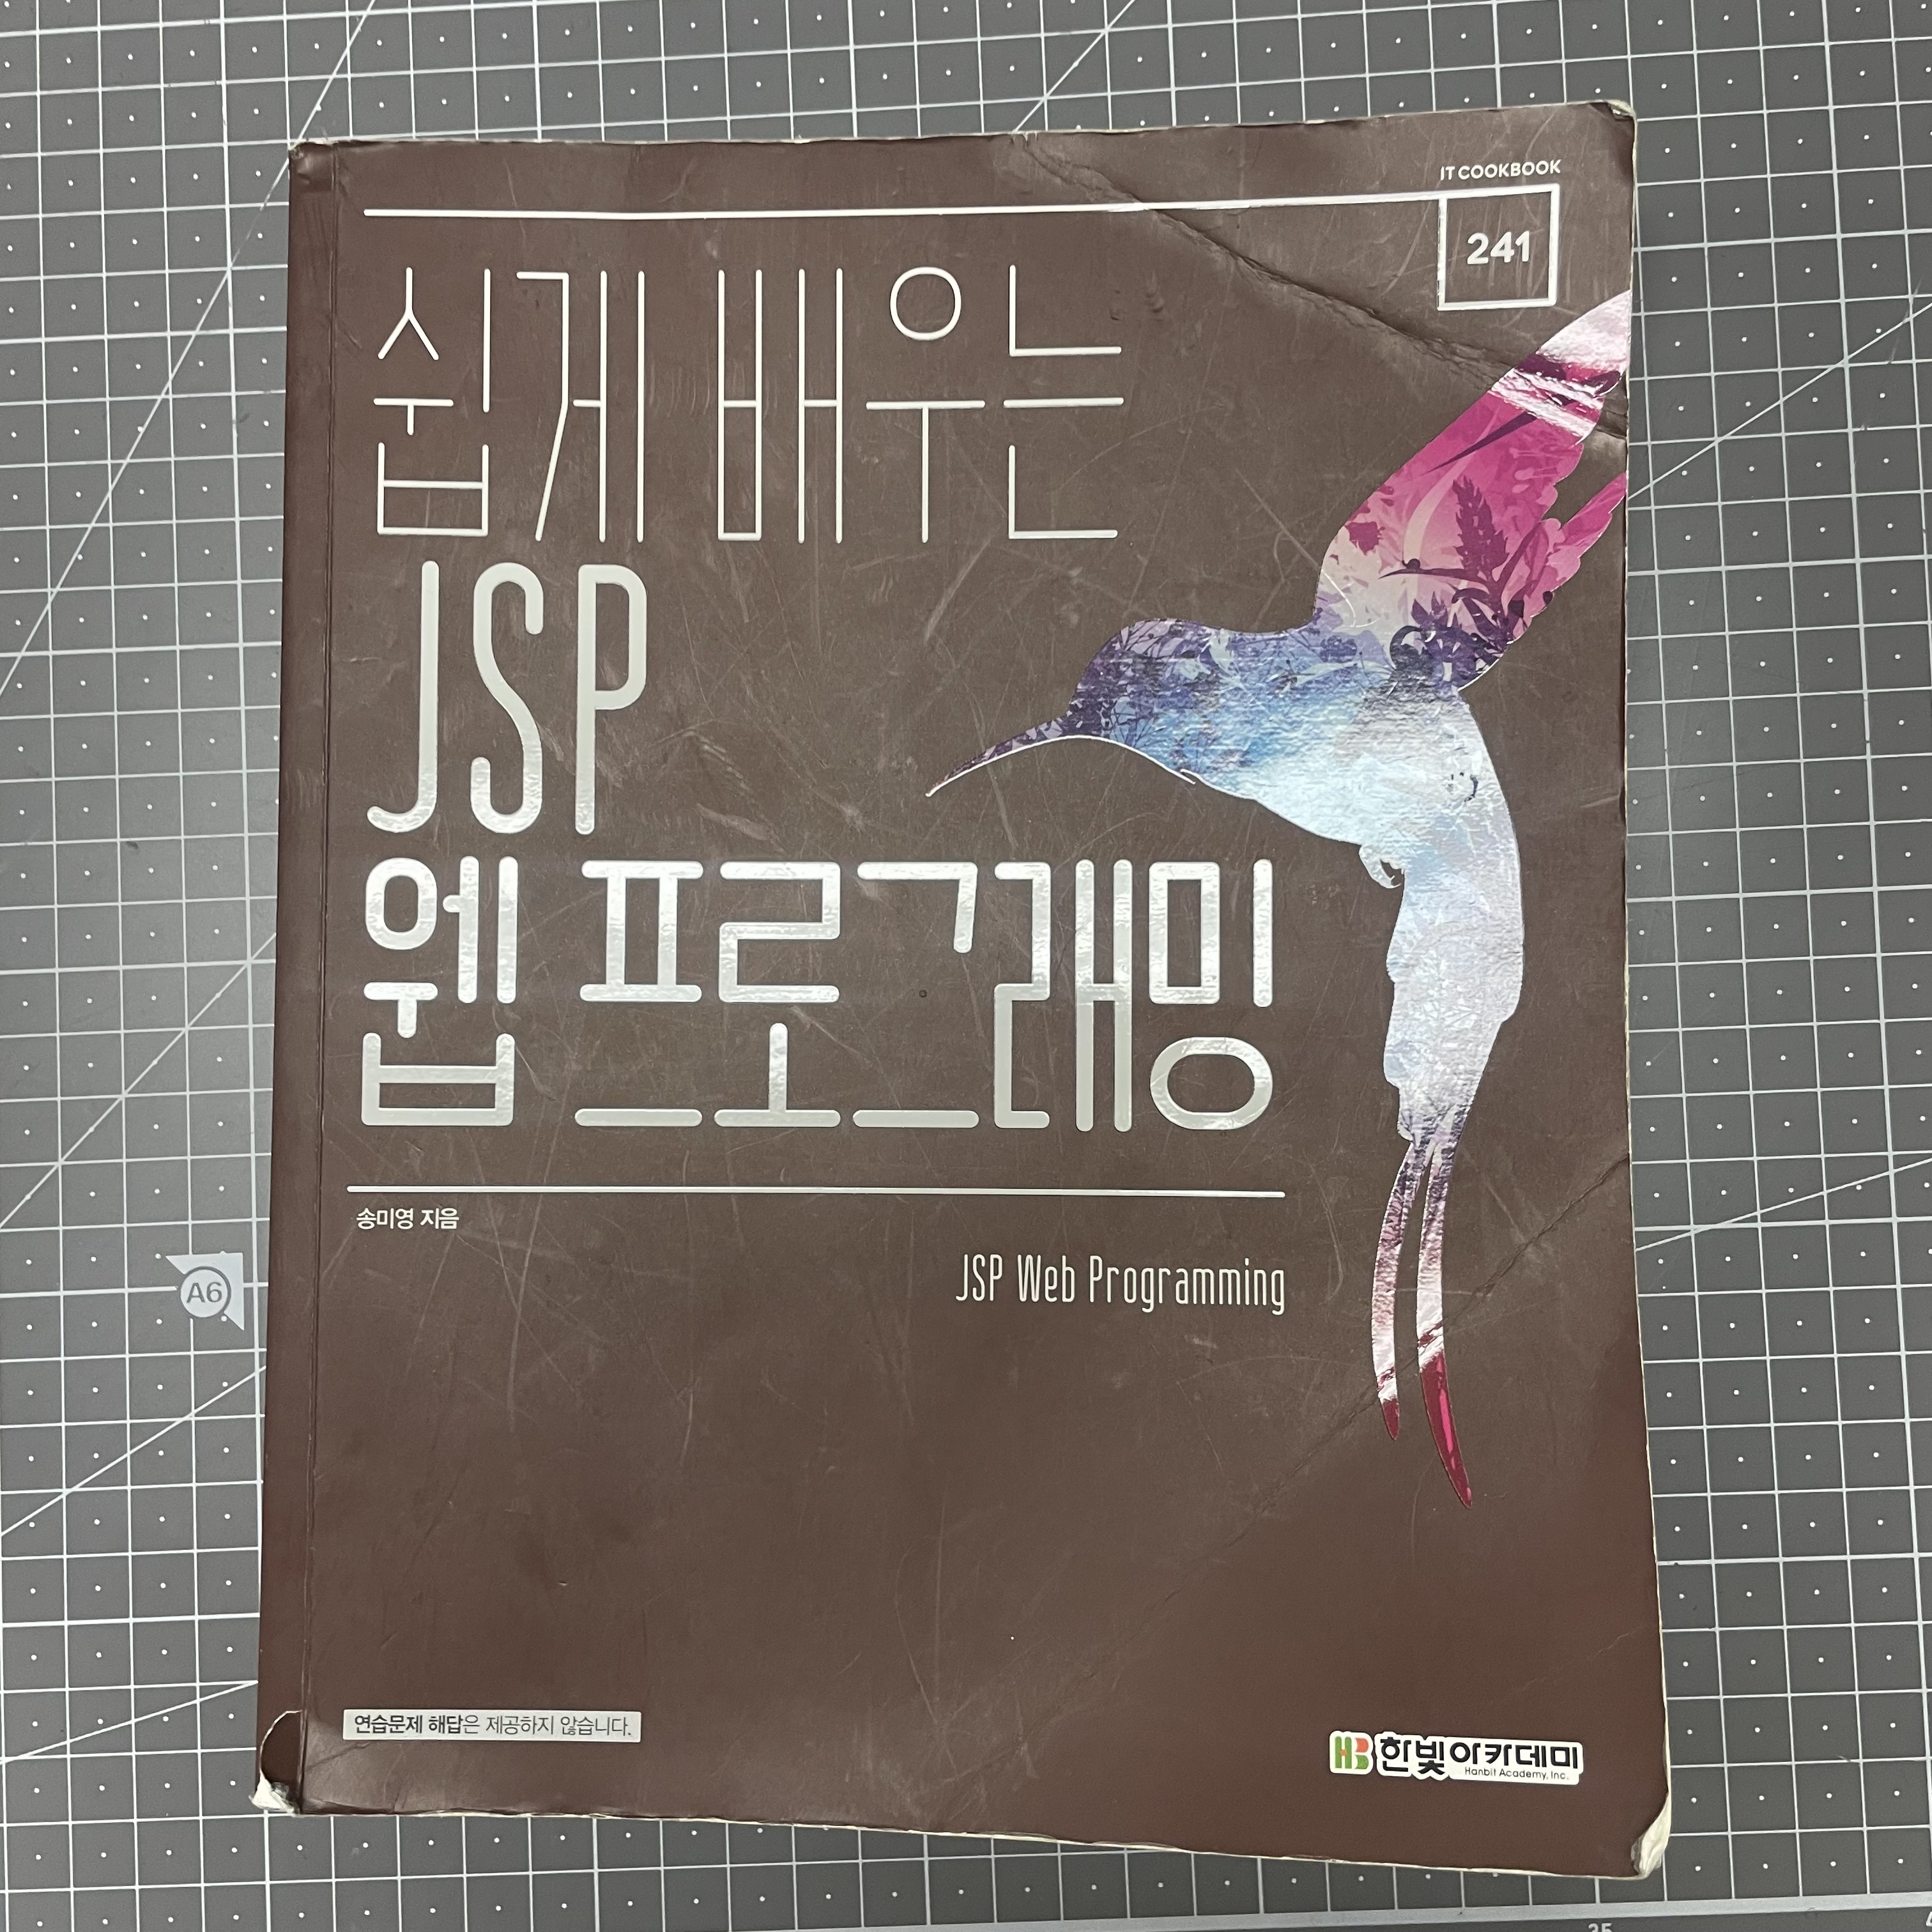 IT COOKBOOK
241
쉽게 배우는
JSP
웹 프로그래밍
송미영 지음
JSP Web Programming
A6
연습문제 해답은 제공하지 않습니다.
HB 한빛아카데미
Hanbit Academy, Inc.
35